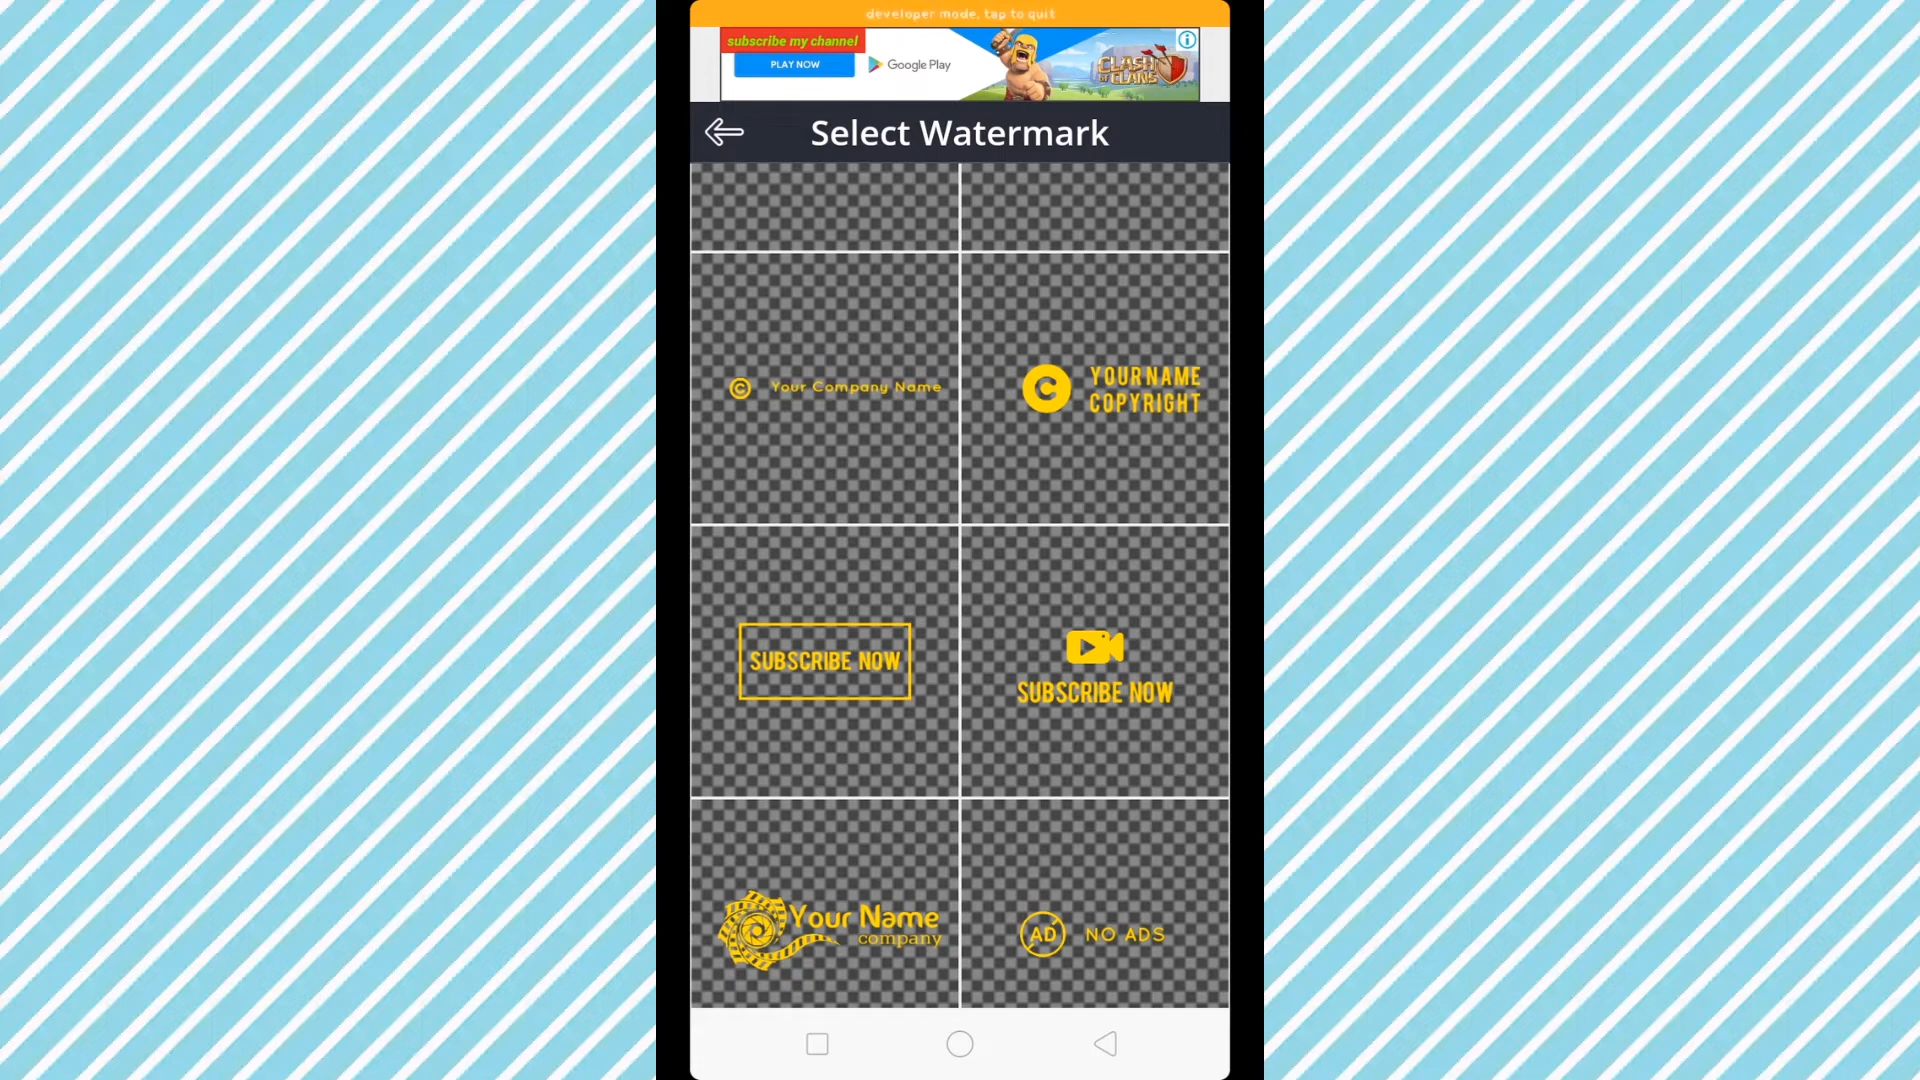 developer mode, tap to quit
subscribe my channel
PLAY NOW
Google Play
CLASH OF CLANS
Select Watermark
© Your Company Name
© YOUR NAME
COPYRIGHT
SUBSCRIBE NOW
SUBSCRIBE NOW
Your Name
company
AD NO ADS